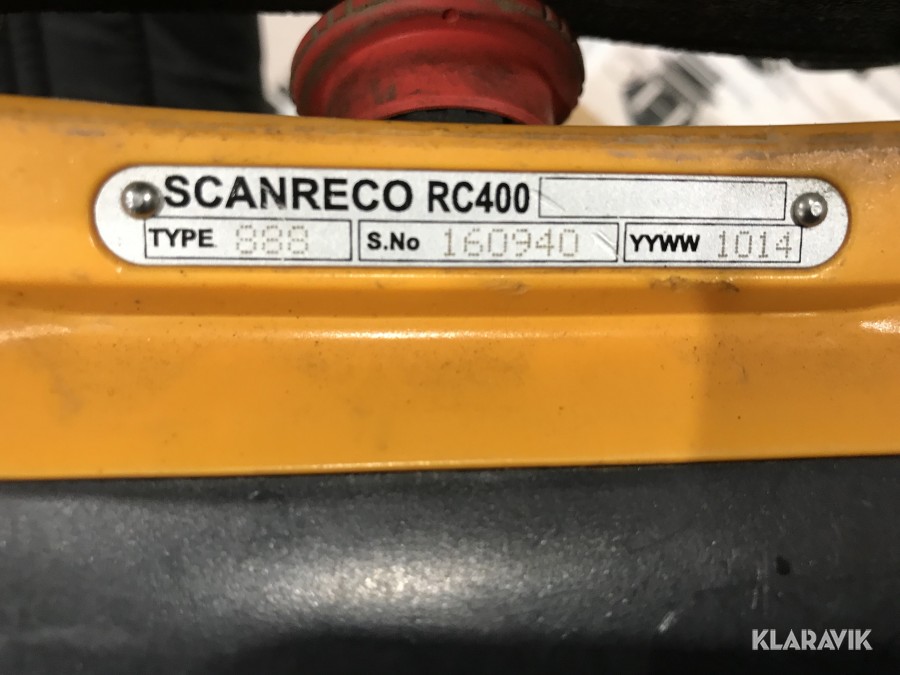 SCANRECO RC400
TYPE 888 S.No 160940 YYWW 1014
KLARAVIK